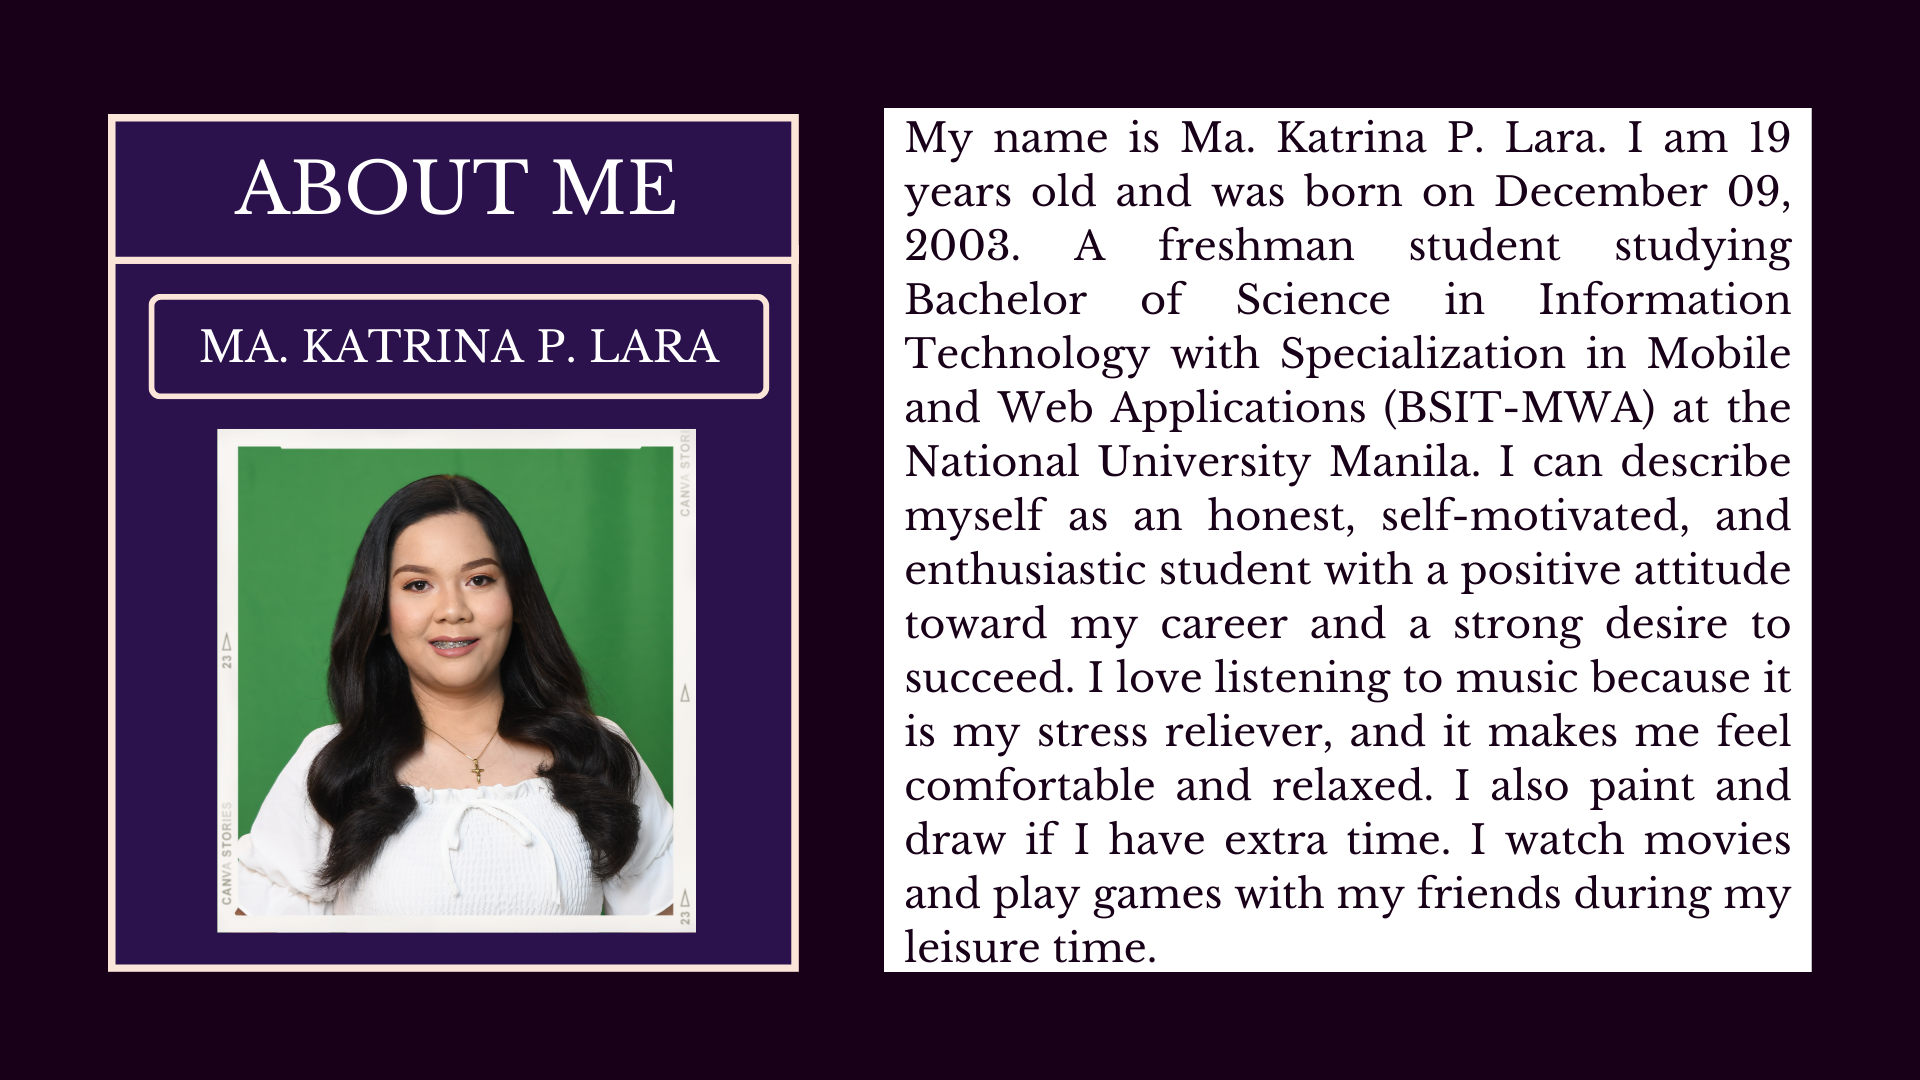 ABOUT ME
MA. KATRINA P. LARA
CANVA STORI
23
CANVA STORIES
23
My name is Ma. Katrina P. Lara. I am 19
years old and was born on December 09,
2003. A freshman student studying
Bachelor of Science in Information
Technology with Specialization in Mobile
and Web Applications (BSIT-MWA) at the
National University Manila. I can describe
myself as an honest, self-motivated, and
enthusiastic student with a positive attitude
toward my career and a strong desire to
succeed. I love listening to music because it
is my stress reliever, and it makes me feel
comfortable and relaxed. I also paint and
draw if I have extra time. I watch movies
and play games with my friends during my
leisure time.